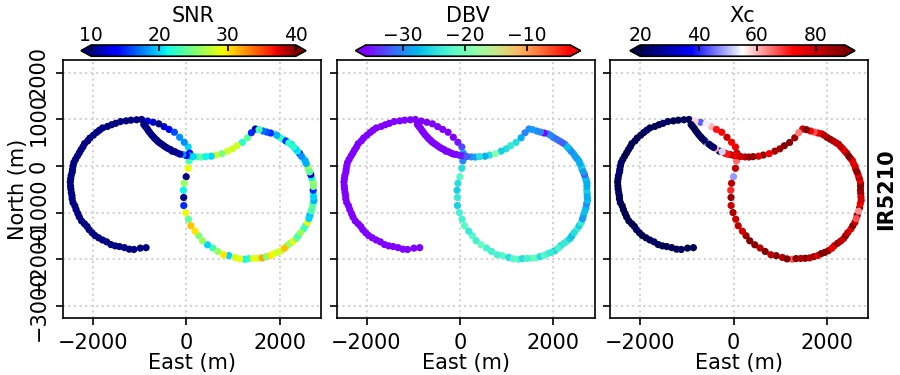 SNR DBV Xc
10 20 30 40 −30 −20 −10 20 40 60 80
2000
1000
0
−1000
−2000
−3000
North (m)
IR5210
−2000 0 2000 −2000 0 2000 −2000 0 2000
East (m) East (m) East (m)